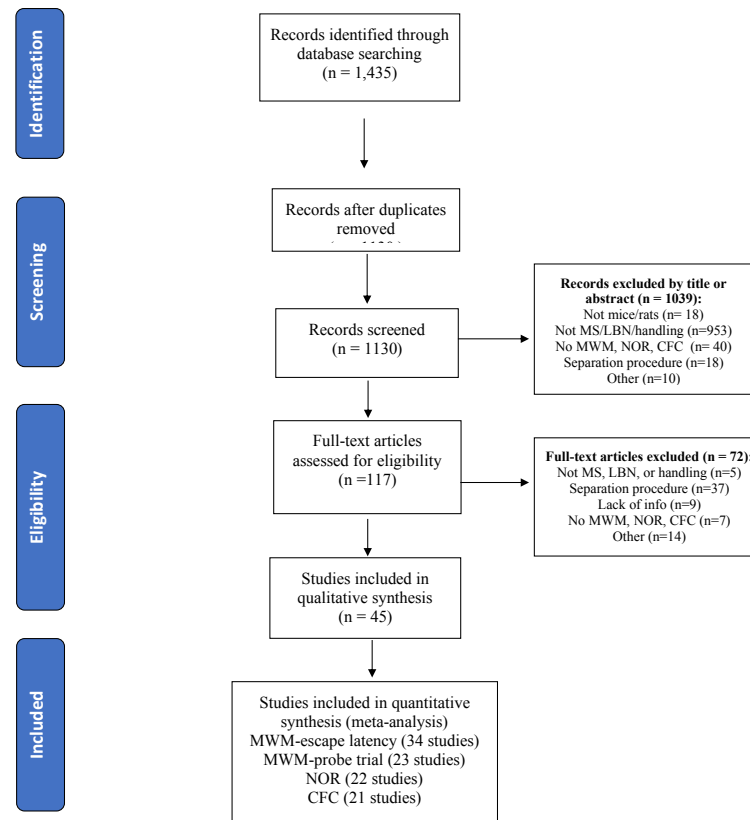 Identification
Records identified through
database searching
(n = 1,435)
Screening
Records after duplicates
removed
Records screened
(n = 1130)
Records excluded by title or
abstract (n = 1039):
Not mice/rats (n= 18)
Not MS/LBN/handling (n=953)
No MWM, NOR, CFC (n= 40)
Separation procedure (n=18)
Other (n=10)
Eligibility
Full-text articles
assessed for eligibility
(n =117)
Full-text articles excluded (n = 72):
Not MS, LBN, or handling (n=5)
Separation procedure (n=37)
Lack of info (n=9)
No MWM, NOR, CFC (n=7)
Other (n=14)
Studies included in
qualitative synthesis
(n = 45)
Included
Studies included in quantitative
synthesis (meta-analysis)
MWM-escape latency (34 studies)
MWM-probe trial (23 studies)
NOR (22 studies)
CFC (21 studies)